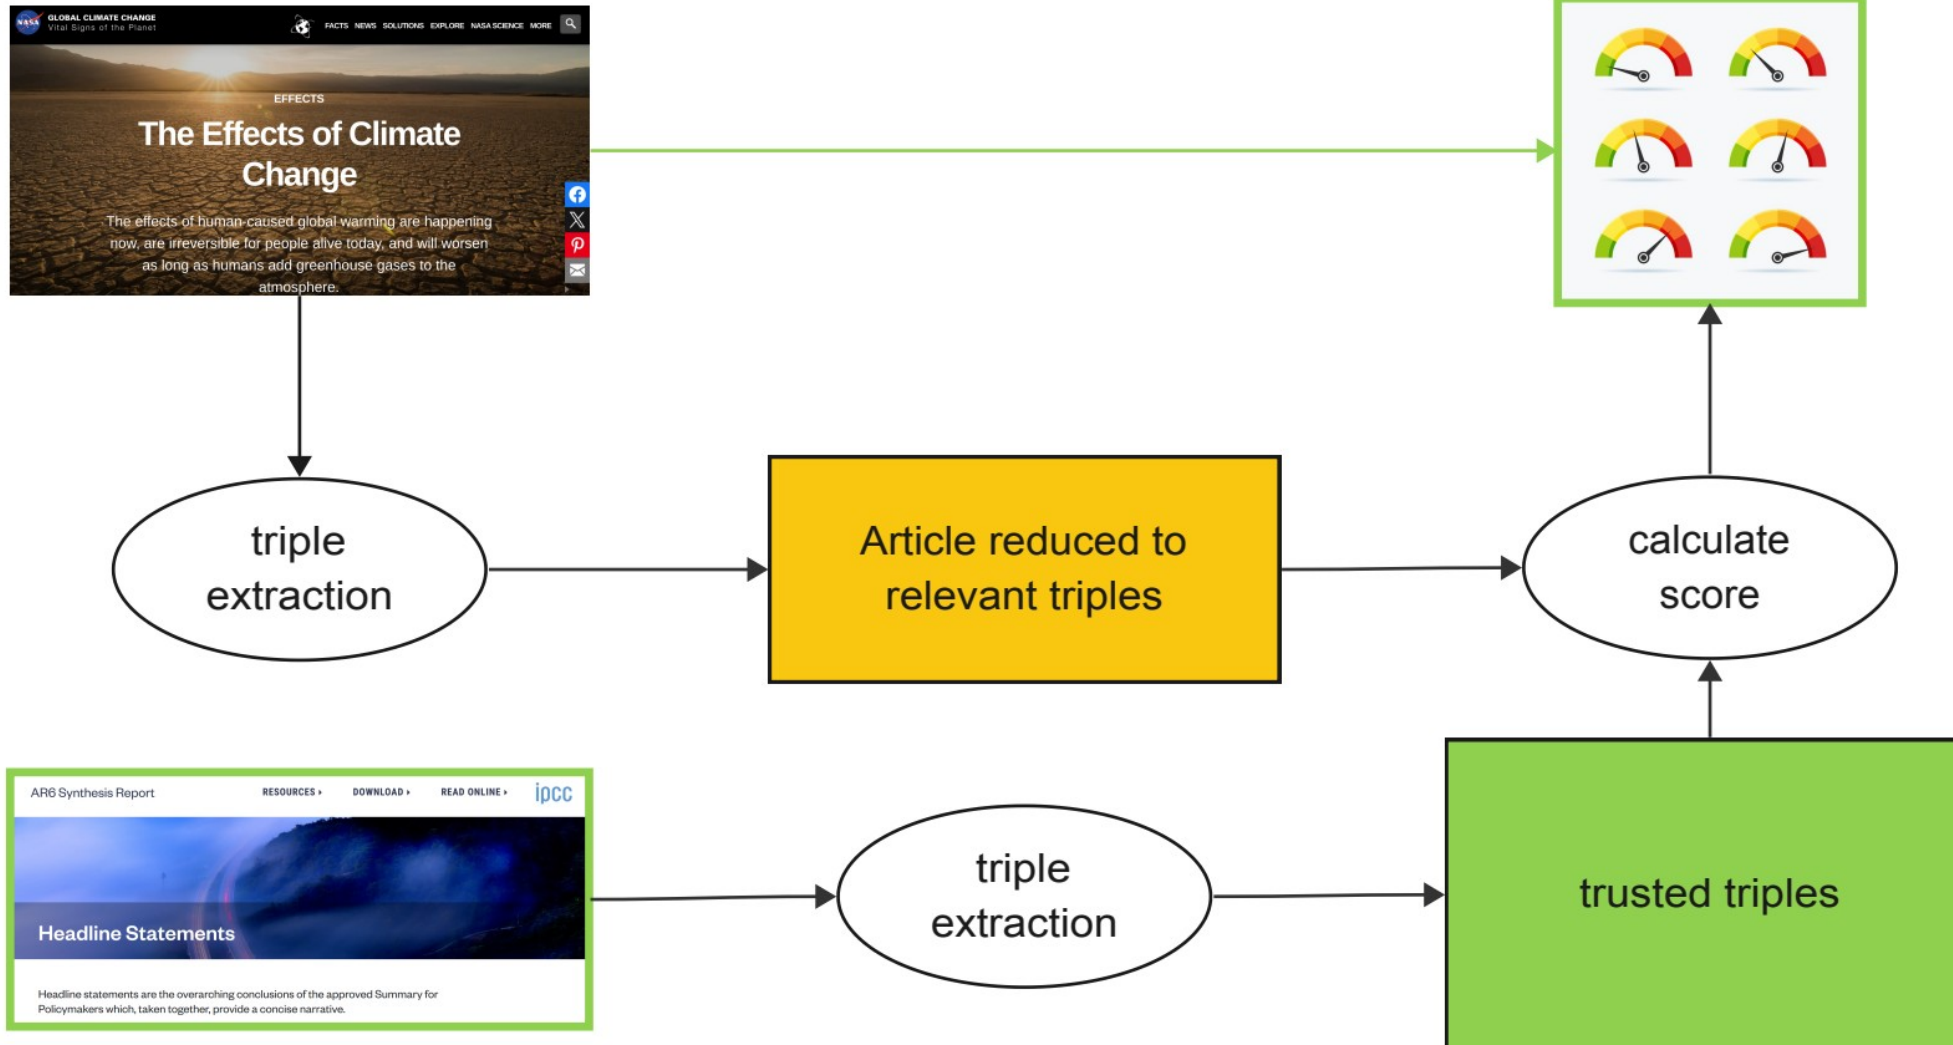 NASA
GLOBAL CLIMATE CHANGE
Vital Signs of the Planet
FACTS NEWS SOLUTIONS EXPLORE NASA SCIENCE MORE
EFFECTS
The Effects of Climate
Change
The effects of human-caused global warming are happening
now, are irreversible for people alive today, and will worsen
as long as humans add greenhouse gases to the
atmosphere.
triple
extraction
Article reduced to
relevant triples
calculate
score
AR6 Synthesis Report
RESOURCES DOWNLOAD READ ONLINE ipcc
Headline Statements
Headline statements are the overarching conclusions of the approved Summary for
Policymakers which, taken together, provide a concise narrative.
triple
extraction
trusted triples